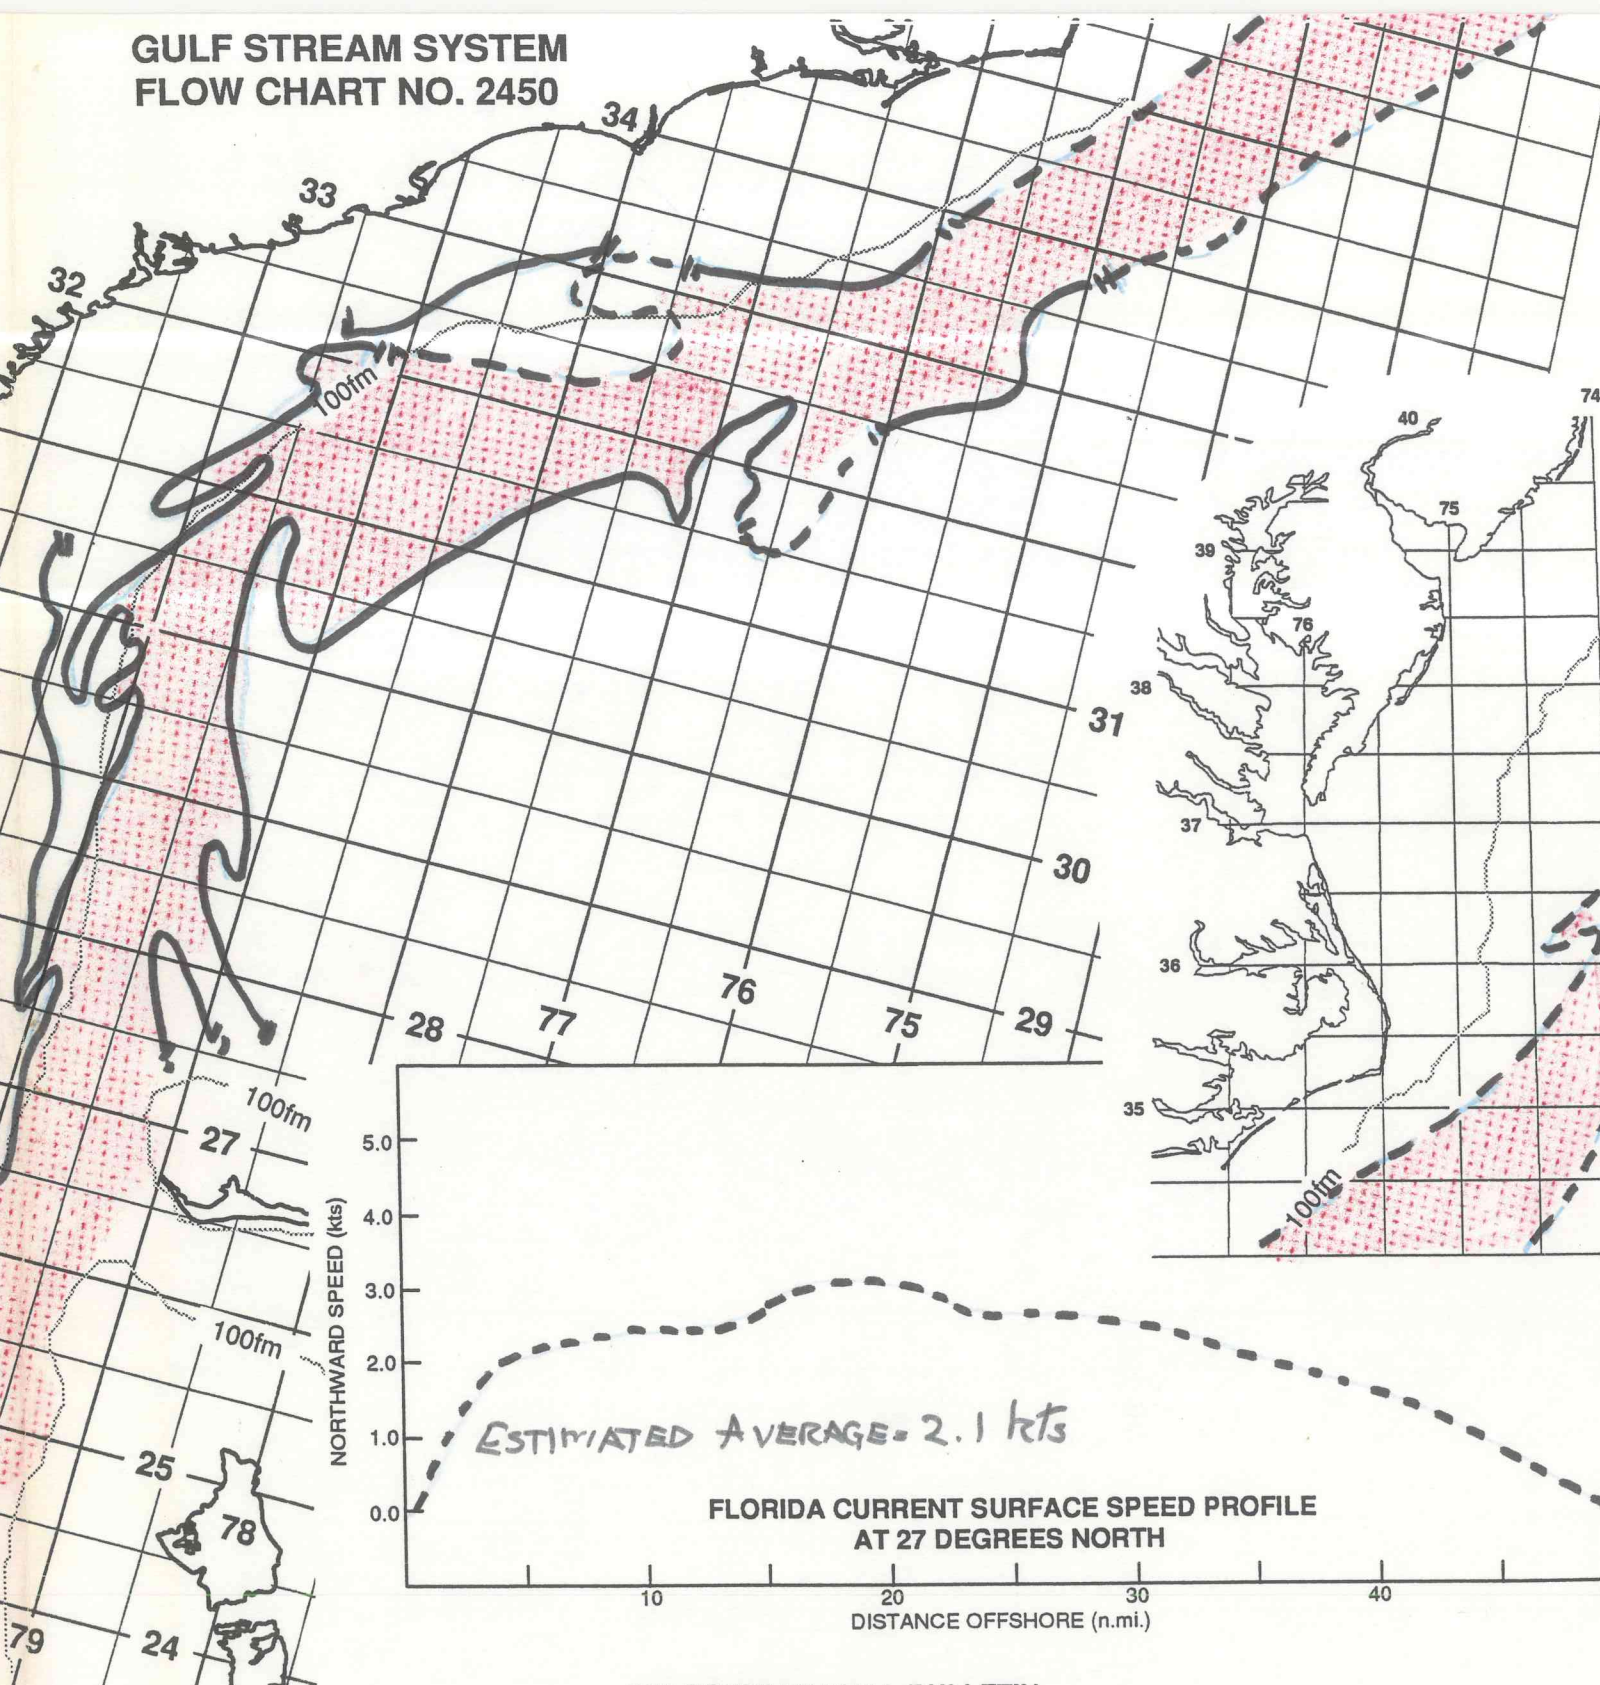 GULF STREAM SYSTEM
FLOW CHART NO. 2450
34
33
32
100fm
74
40
75
39
76
38
37
36
35
100fm
31
30
76
29
75
77
28
100fm
27
100fm
25
78
79
24
NORTHWARD SPEED (kts)
5.0
4.0
3.0
2.0
1.0
0.0
ESTIMATED AVERAGE = 2.1 kts
FLORIDA CURRENT SURFACE SPEED PROFILE
AT 27 DEGREES NORTH
10 20 30 40
DISTANCE OFFSHORE (n.mi.)